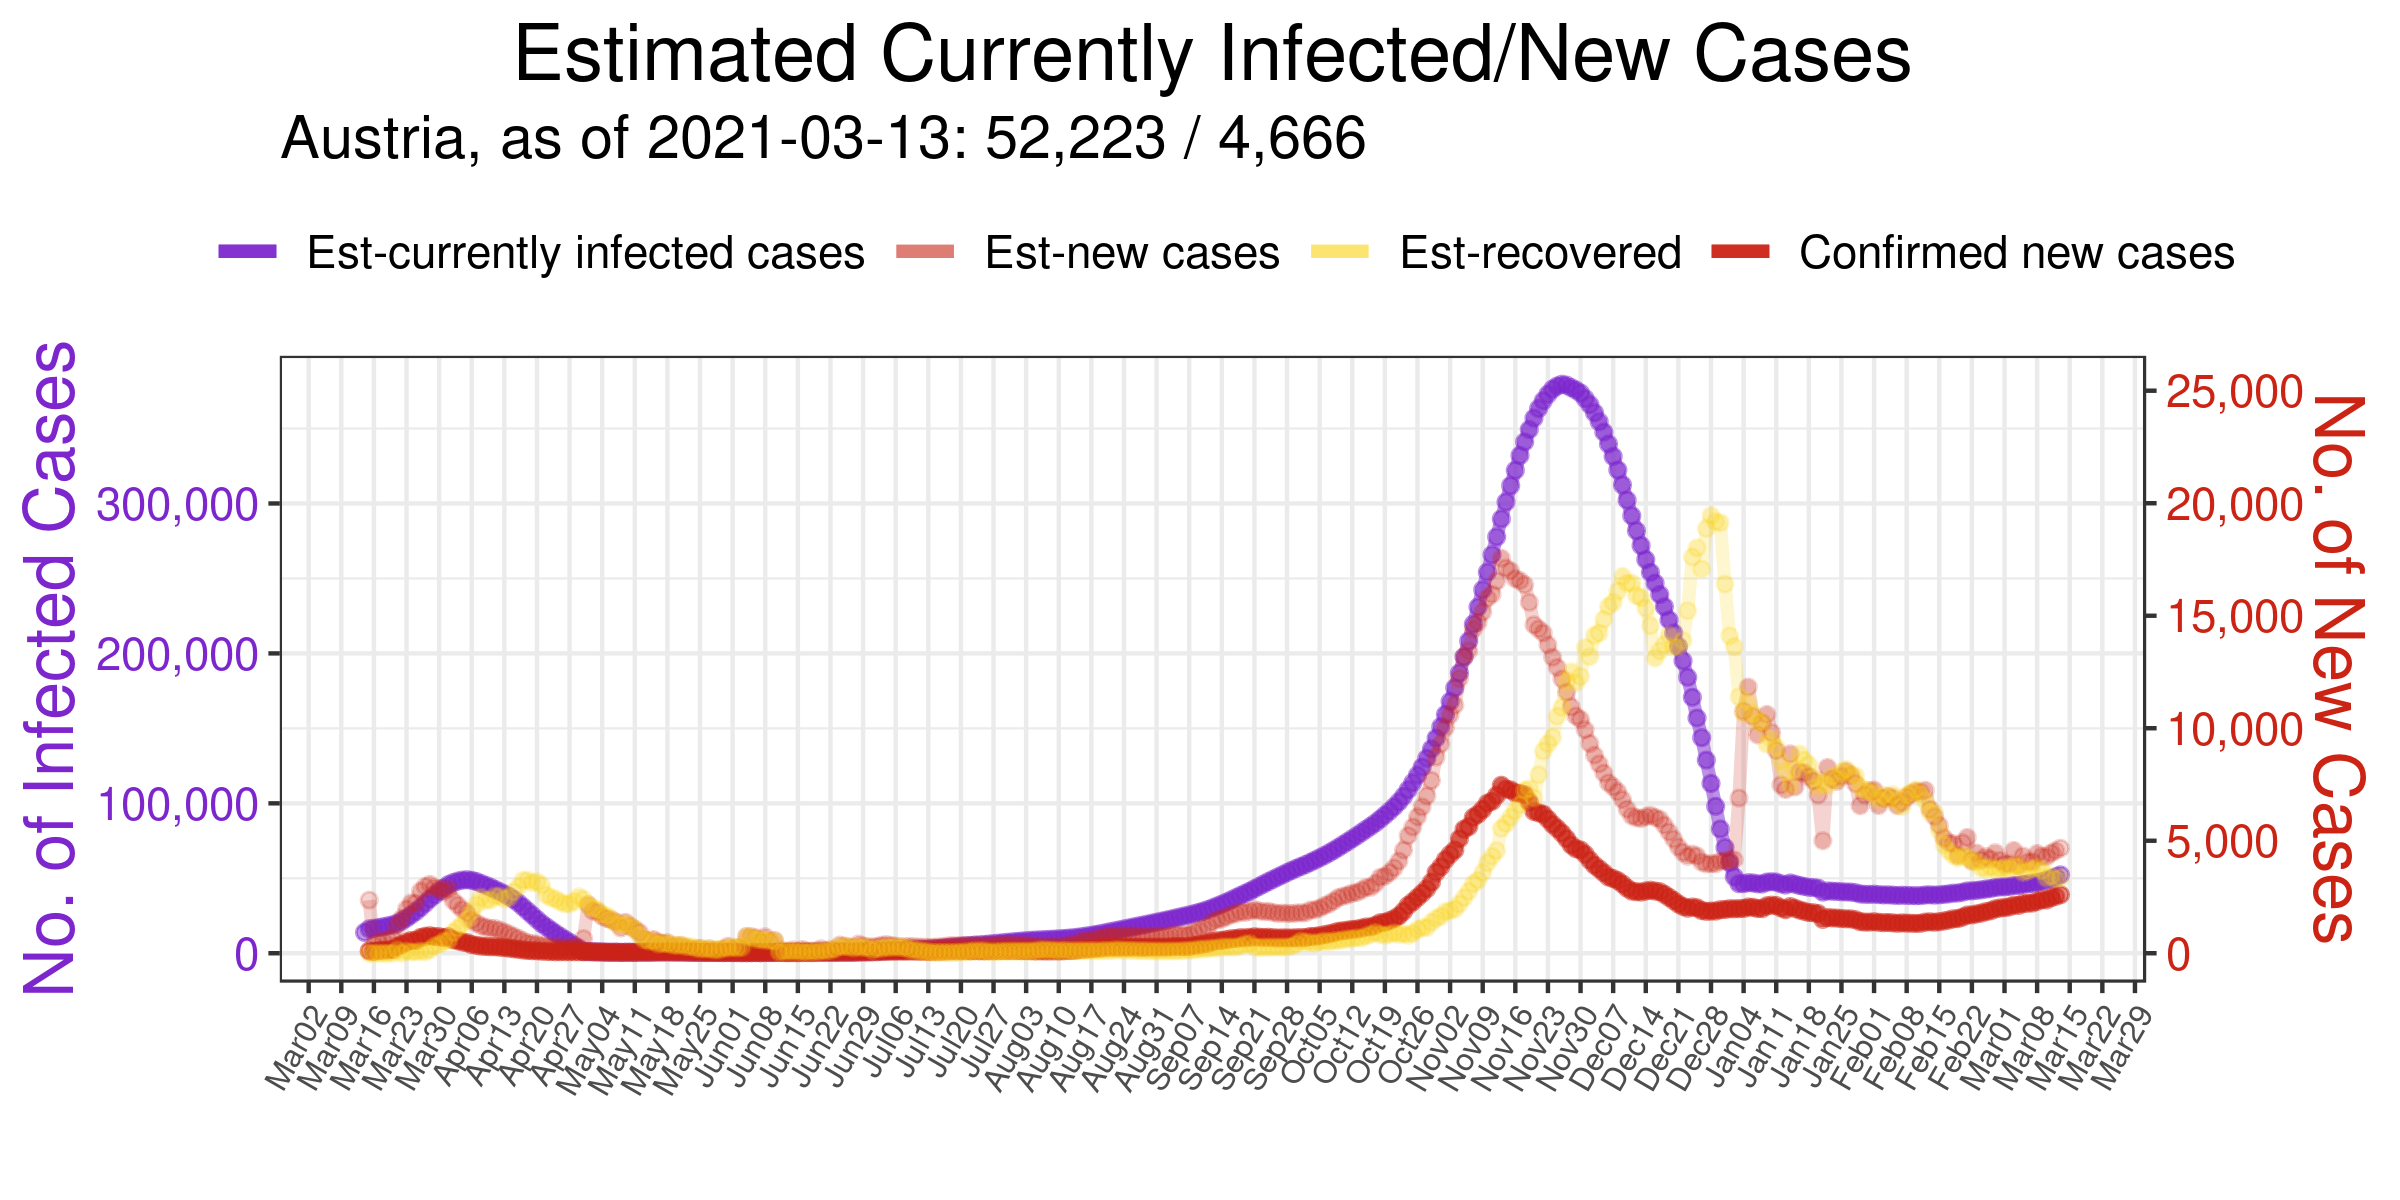 Estimated Currently Infected/New Cases
Austria, as of 2021-03-13: 52,223 / 4,666
Est-currently infected cases Est-new cases Est-recovered Confirmed new cases
No. of Infected Cases
300,000
200,000
100,000
0
25,000
20,000
15,000
10,000
5,000
0
No. of New Cases
Mar02 Mar09 Mar16 Mar23 Mar30 Apr06 Apr13 Apr20 Apr27 May04 May11 May18 May25 Jun01 Jun08 Jun15 Jun22 Jun29 Jul06 Jul13 Jul20 Jul27 Aug03 Aug10 Aug17 Aug24 Aug31 Sep07 Sep14 Sep21 Sep28 Oct05 Oct12 Oct19 Oct26 Nov02 Nov09 Nov16 Nov23 Nov30 Dec07 Dec14 Dec21 Dec28 Jan04 Jan11 Jan18 Jan25 Feb01 Feb08 Feb15 Feb22 Mar01 Mar08 Mar15 Mar22 Mar29